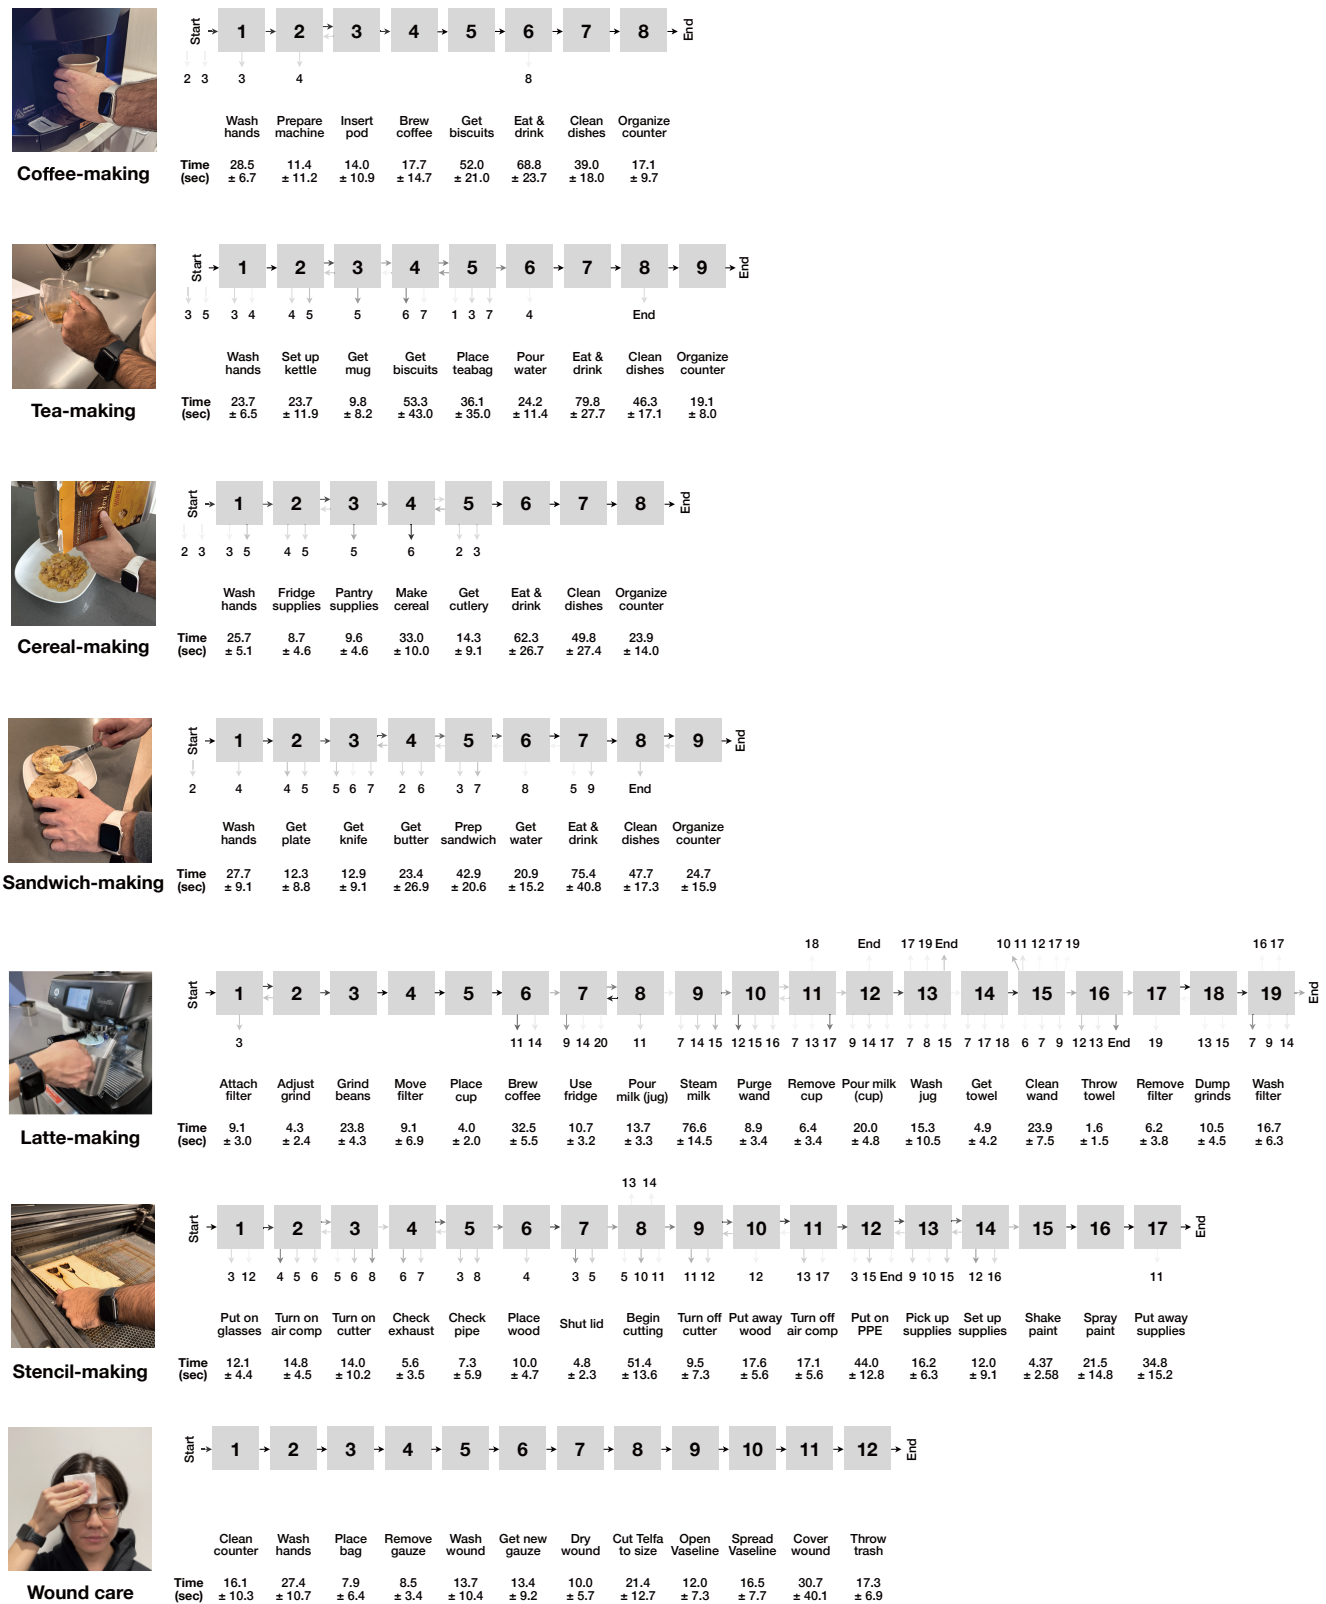 Start 1 2 3 4 5 6 7 8 End
2 3 3 4 8
Wash hands Prepare machine Insert pod Brew coffee Get biscuits Eat & drink Clean dishes Organize counter
Coffee-making
Time (sec) 28.5 ± 6.7 11.4 ± 11.2 14.0 ± 10.9 17.7 ± 14.7 52.0 ± 21.0 68.8 ± 23.7 39.0 ± 18.0 17.1 ± 9.7
Start 1 2 3 4 5 6 7 8 9 End
3 5 3 4 4 5 5 6 7 1 3 7 4 End
Wash hands Set up kettle Get mug Get biscuits Place teabag Pour water Eat & drink Clean dishes Organize counter
Tea-making
Time (sec) 23.7 ± 6.5 23.7 ± 11.9 9.8 ± 8.2 53.3 ± 43.0 36.1 ± 35.0 24.2 ± 11.4 79.8 ± 27.7 46.3 ± 17.1 19.1 ± 8.0
Start 1 2 3 4 5 6 7 8 End
2 3 3 5 4 5 5 6 2 3
Wash hands Fridge supplies Pantry supplies Make cereal Get cutlery Eat & drink Clean dishes Organize counter
Cereal-making
Time (sec) 25.7 ± 5.1 8.7 ± 4.6 9.6 ± 4.6 33.0 ± 10.0 14.3 ± 9.1 62.3 ± 26.7 49.8 ± 27.4 23.9 ± 14.0
Start 1 2 3 4 5 6 7 8 9 End
2 4 4 5 5 6 7 2 6 3 7 8 5 9 End
Wash hands Get plate Get knife Get butter Prep sandwich Get water Eat & drink Clean dishes Organize counter
Sandwich-making
Time (sec) 27.7 ± 9.1 12.3 ± 8.8 12.9 ± 9.1 23.4 ± 26.9 42.9 ± 20.6 20.9 ± 15.2 75.4 ± 40.8 47.7 ± 17.3 24.7 ± 15.9
18 End 17 19 End 10 11 12 17 19 16 17
Start 1 2 3 4 5 6 7 8 9 10 11 12 13 14 15 16 17 18 19 End
3 11 14 9 14 20 11 7 14 15 12 15 16 7 13 17 9 14 17 7 8 15 7 17 18 6 7 9 12 13 End 19 13 15 7 9 14
Attach filter Adjust grind Grind beans Move filter Place cup Brew coffee Use fridge Pour milk (jug) Steam milk Purge wand Remove cup Pour milk (cup) Wash jug Get towel Clean wand Throw towel Remove filter Dump grinds Wash filter
Latte-making
Time (sec) 9.1 ± 3.0 4.3 ± 2.4 23.8 ± 4.3 9.1 ± 6.9 4.0 ± 2.0 32.5 ± 5.5 10.7 ± 3.2 13.7 ± 3.3 76.6 ± 14.5 8.9 ± 3.4 6.4 ± 3.4 20.0 ± 4.8 15.3 ± 10.5 4.9 ± 4.2 23.9 ± 7.5 1.6 ± 1.5 6.2 ± 3.8 10.5 ± 4.5 16.7 ± 6.3
13 14
Start 1 2 3 4 5 6 7 8 9 10 11 12 13 14 15 16 17 End
3 12 4 5 6 5 6 8 6 7 3 8 4 3 5 5 10 11 11 12 12 13 17 3 15 End 9 10 15 12 16 11
Put on glasses Turn on air comp Turn on cutter Check exhaust Check pipe Place wood Shut lid Begin cutting Turn off cutter Put away wood Turn off air comp Put on PPE Pick up supplies Set up supplies Shake paint Spray paint Put away supplies
Stencil-making
Time (sec) 12.1 ± 4.4 14.8 ± 4.5 14.0 ± 10.2 5.6 ± 3.5 7.3 ± 5.9 10.0 ± 4.7 4.8 ± 2.3 51.4 ± 13.6 9.5 ± 7.3 17.6 ± 5.6 17.1 ± 5.6 44.0 ± 12.8 16.2 ± 6.3 12.0 ± 9.1 4.37 ± 2.58 21.5 ± 14.8 34.8 ± 15.2
Start 1 2 3 4 5 6 7 8 9 10 11 12 End
Clean counter Wash hands Place bag Remove gauze Wash wound Get new gauze Dry wound Cut Telfa to size Open Vaseline Spread Vaseline Cover wound Throw trash
Wound care
Time (sec) 16.1 ± 10.3 27.4 ± 10.7 7.9 ± 6.4 8.5 ± 3.4 13.7 ± 10.4 13.4 ± 9.2 10.0 ± 5.7 21.4 ± 12.7 12.0 ± 7.3 16.5 ± 7.7 30.7 ± 40.1 17.3 ± 6.9